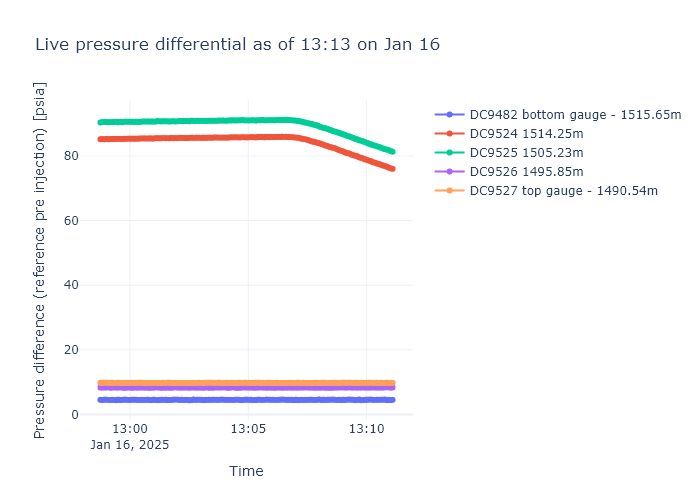 Live pressure differential as of 13:13 on Jan 16
Pressure difference (reference pre injection) [psia]
80
60
40
20
0
13:00
Jan 16, 2025
13:05
13:10
Time
DC9482 bottom gauge - 1515.65m
DC9524 1514.25m
DC9525 1505.23m
DC9526 1495.85m
DC9527 top gauge - 1490.54m